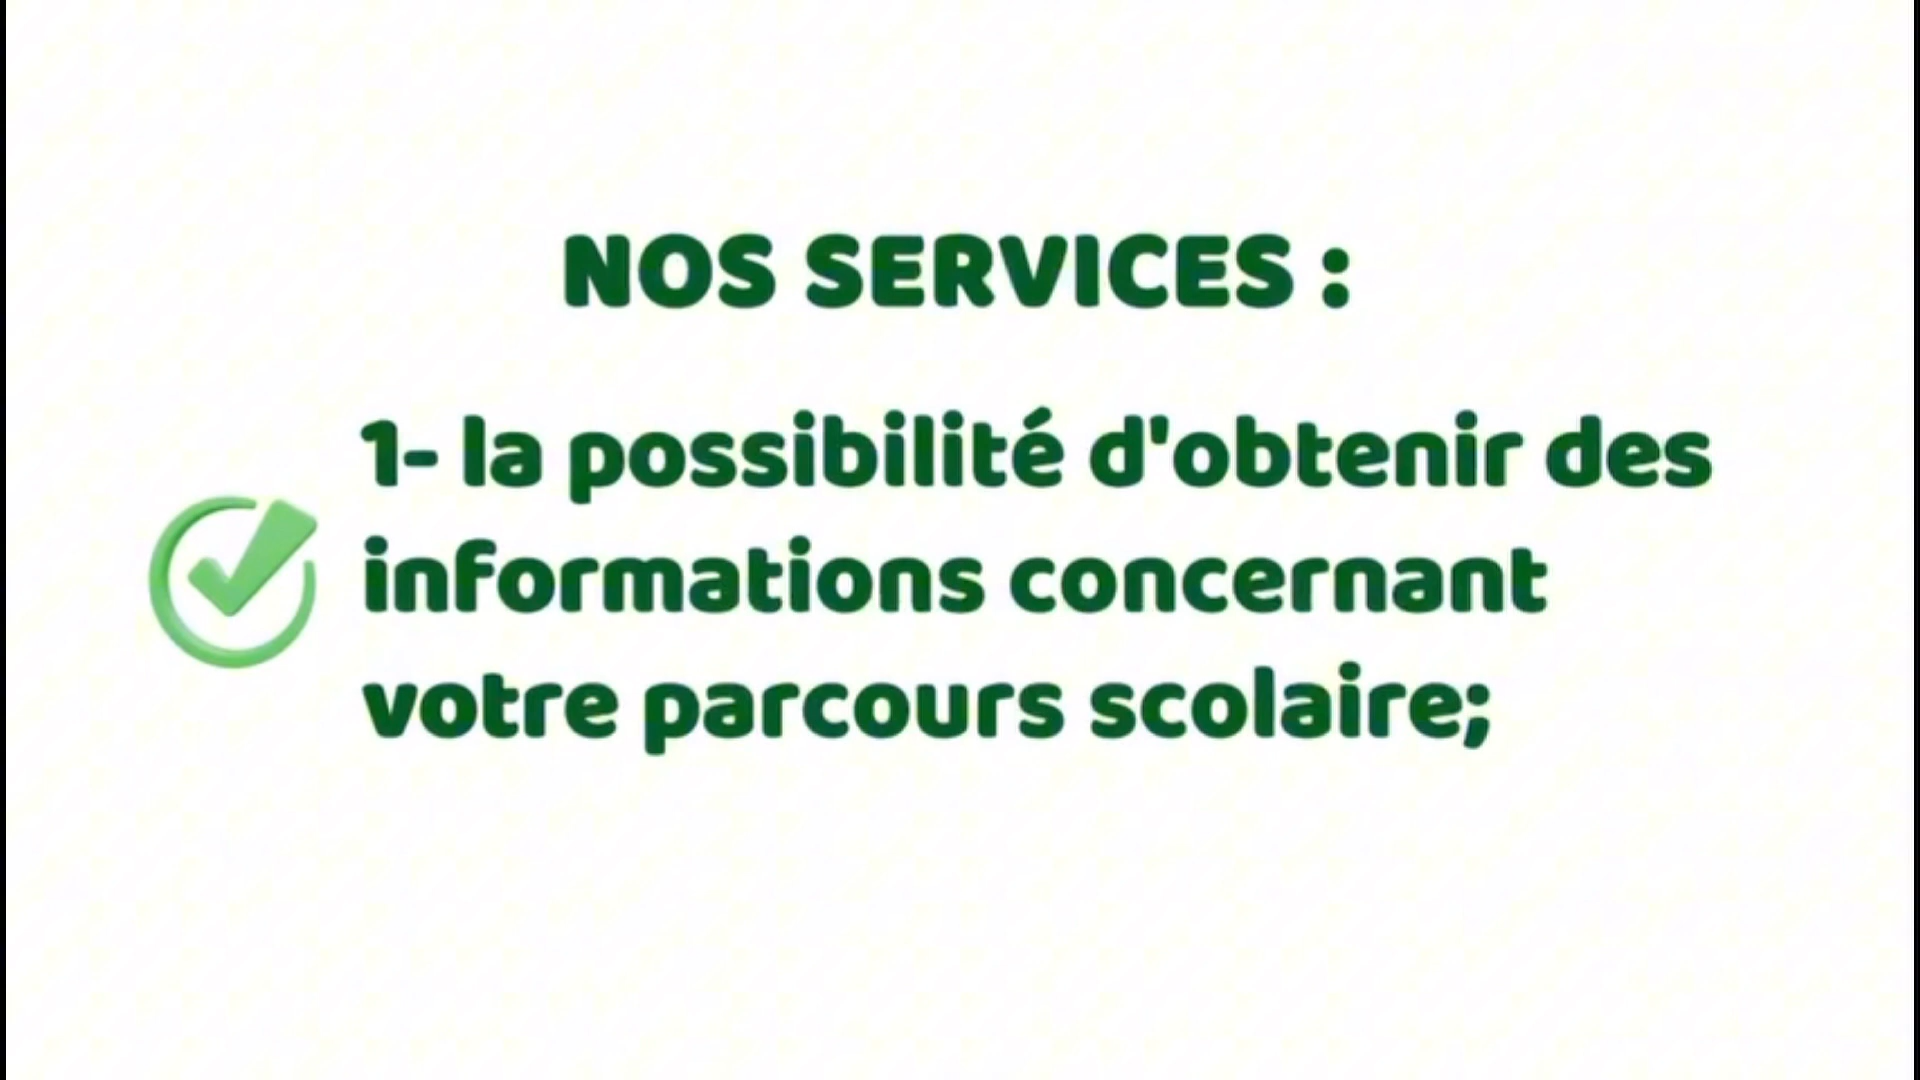 NOS SERVICES :
1- la possibilité d'obtenir des
informations concernant
votre parcours scolaire;